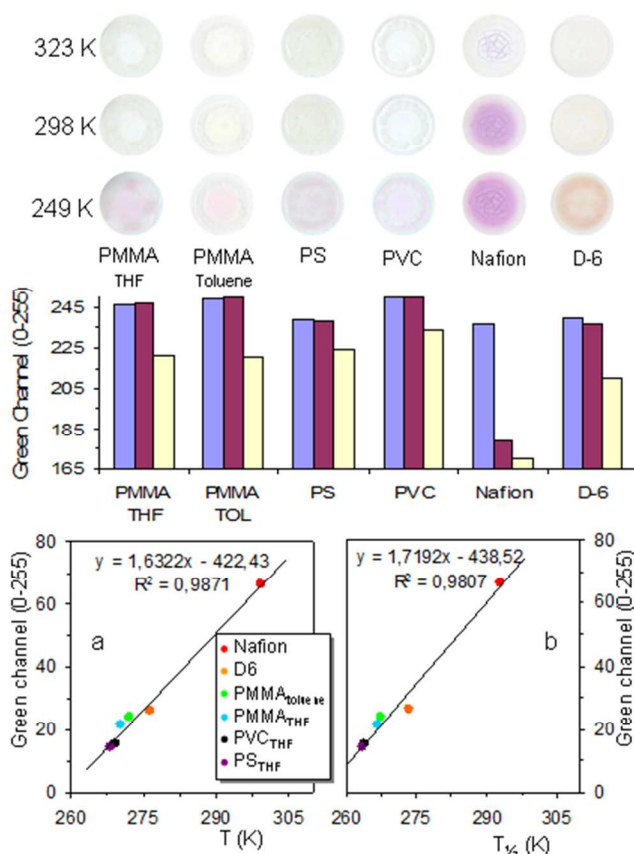 323 K
298 K
249 K
PMMA THF
PMMA Toluene
PS
PVC
Nafion
D-6
Green Channel (0-255)
245
225
205
185
165
PMMA THF
PMMA TOL
PS
PVC
Nafion
D-6
Green channel (0-255)
80
60
40
20
0
y = 1,6322x - 422,43
R² = 0,9871
a
Nafion
D6
PMMAtoluene
PMMATHF
PVCTHF
PSTHF
260 275 290 305
T (K)
y = 1,7192x - 438,52
R² = 0,9807
b
80
60
40
20
0
Green channel (0-255)
260 275 290 305
T½ (K)